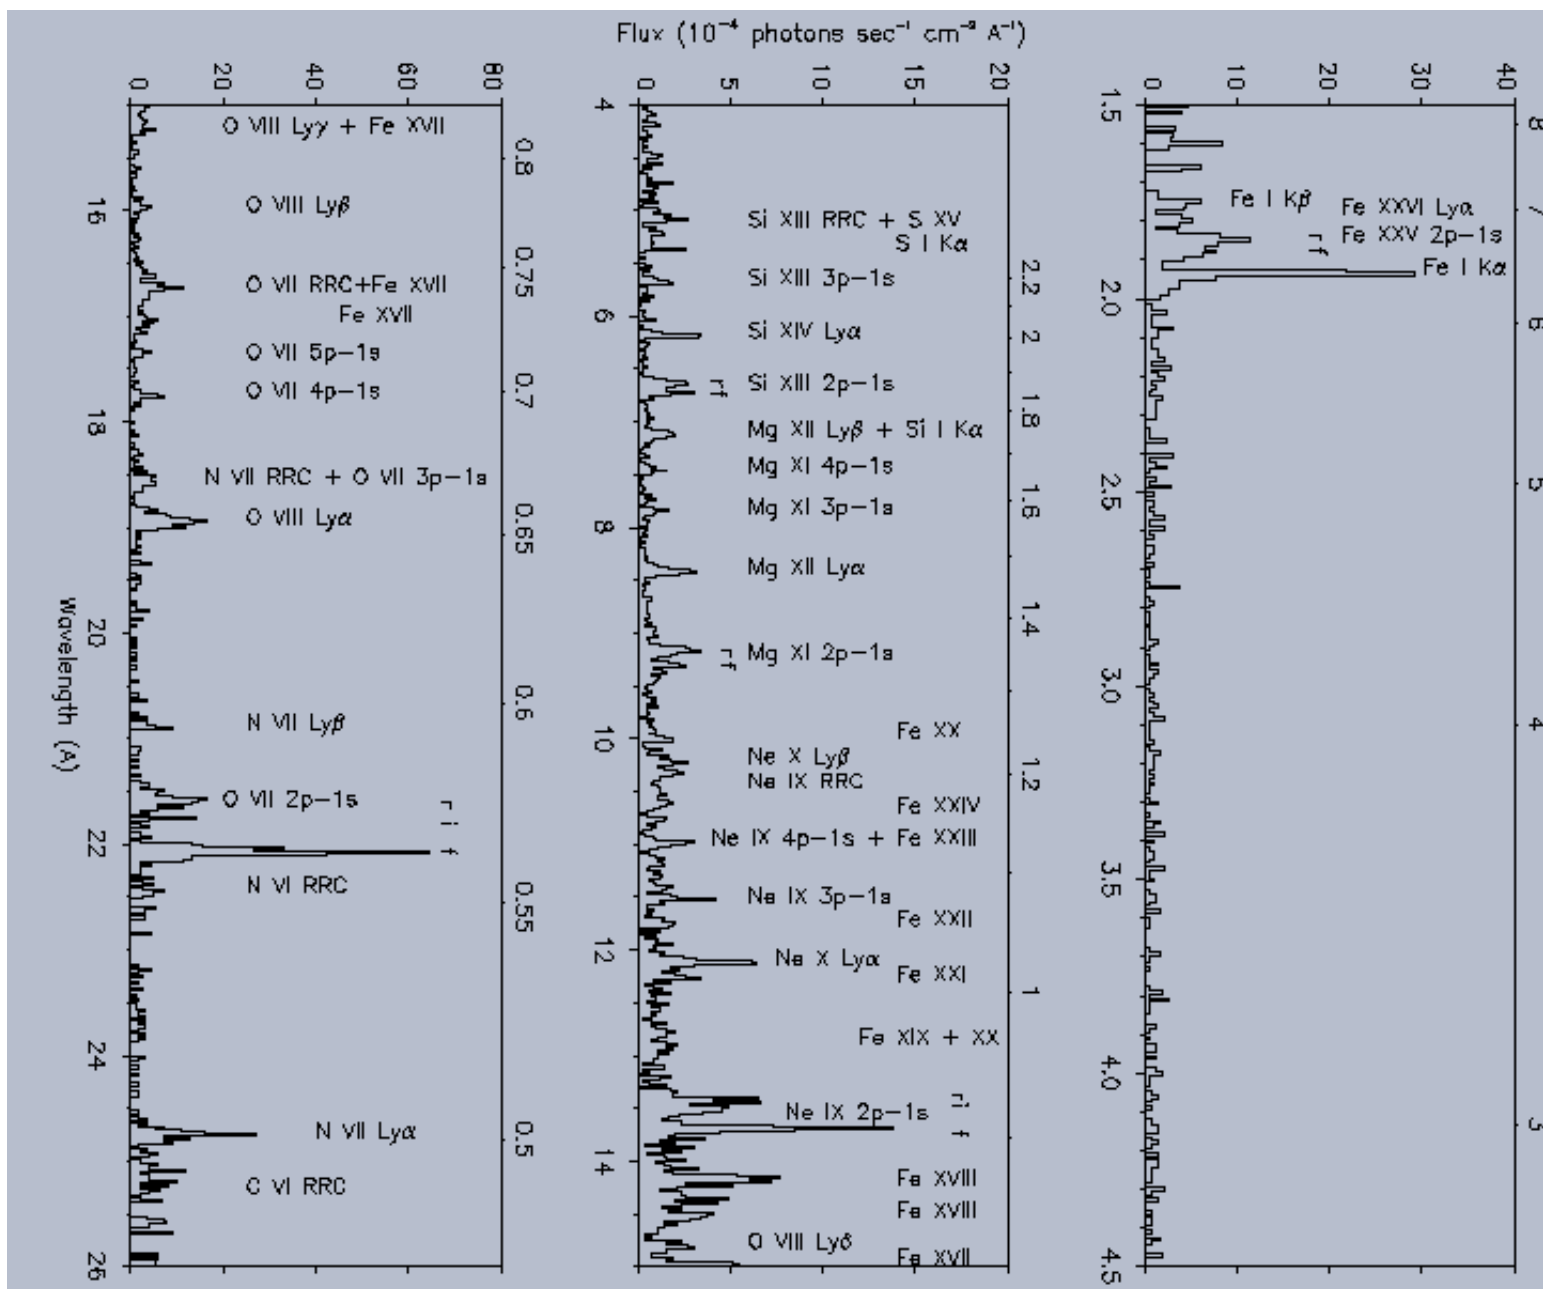 Flux (10⁻⁴ photons sec⁻¹ cm⁻² A⁻¹)
0 20 40 60 80
O VIII Lyγ + Fe XVII
O VIII Lyβ
O VII RRC+Fe XVII
Fe XVII
O VII 5p-1s
O VII 4p-1s
N VII RRC + O VII 3p-1s
O VIII Lyα
N VII Lyβ
O VII 2p-1s
r
i
f
N VI RRC
N VII Lyα
C VI RRC
16
18
20
22
24
26
Wavelength (A)
0.8
0.75
0.7
0.65
0.6
0.55
0.5
0 5 10 15 20
4
6
8
10
12
14
Si XIII RRC + S XV
S I Kα
Si XIII 3p-1s
Si XIV Lyα
Si XIII 2p-1s
r
f
Mg XII Lyβ + Si I Kα
Mg XI 4p-1s
Mg XI 3p-1s
Mg XII Lyα
Mg XI 2p-1s
r
f
Fe XX
Ne X Lyβ
Ne IX RRC
Fe XXIV
Ne IX 4p-1s + Fe XXIII
Ne IX 3p-1s
Fe XXII
Ne X Lyα
Fe XXI
Fe XIX + XX
Ne IX 2p-1s
r
i
f
Fe XVIII
Fe XVIII
O VIII Lyδ
Fe XVII
2.2
2
1.8
1.6
1.4
1.2
1
0 10 20 30 40
1.5
2.0
2.5
3.0
3.5
4.0
4.5
Fe I Kβ
Fe XXVI Lyα
Fe XXV 2p-1s
r
f
Fe I Kα
8
7
6
5
4
3